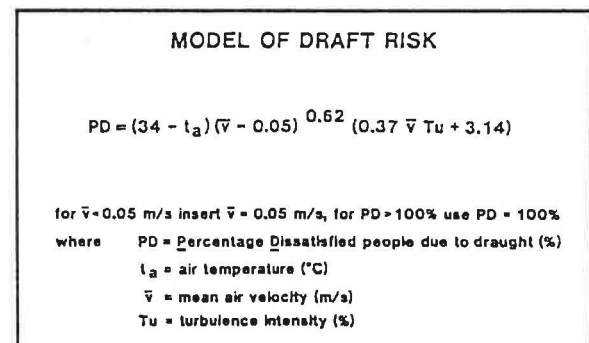 MODEL OF DRAFT RISK
PD = (34 - tₐ) (v̄ - 0.05) ^0.62 (0.37 v̄ Tu + 3.14)
for v̄ < 0.05 m/s insert v̄ = 0.05 m/s, for PD > 100% use PD = 100%
where PD = Percentage Dissatisfied people due to draught (%)
tₐ = air temperature (°C)
v̄ = mean air velocity (m/s)
Tu = turbulence intensity (%)